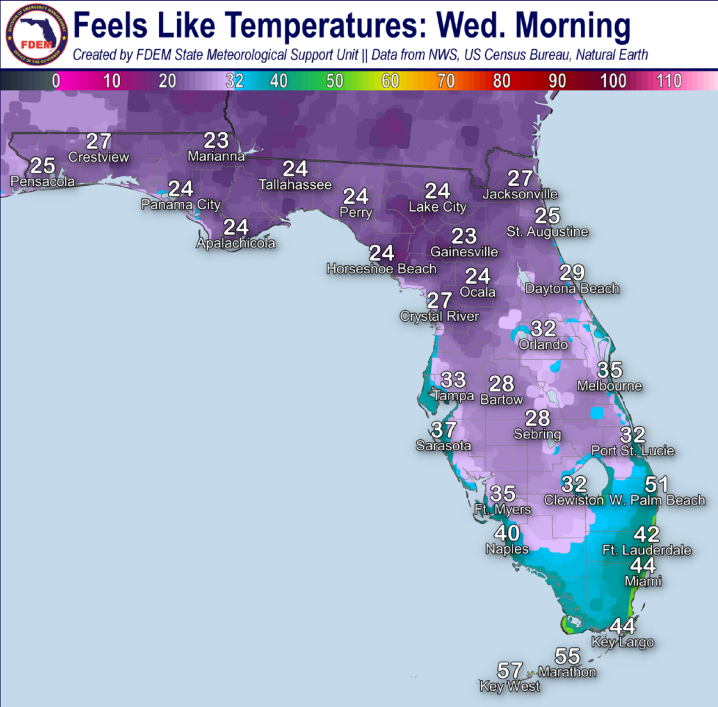 Feels Like Temperatures: Wed. Morning
FDEM
Created by FDEM State Meteorological Support Unit || Data from NWS, US Census Bureau, Natural Earth
0 10 20 32 40 50 60 70 80 90 100 110
27
Crestview
23
Marianna
25
Pensacola
24
Tallahassee
24
Panama City
24
Perry
24
Lake City
27
Jacksonville
24
Apalachicola
25
St. Augustine
23
Gainesville
24
Horseshoe Beach
24
Ocala
29
Daytona Beach
27
Crystal River
32
Orlando
33
Tampa
28
Bartow
35
Melbourne
37
Sarasota
28
Sebring
32
Port St. Lucie
35
Ft. Myers
32
Clewiston
51
W. Palm Beach
40
Naples
42
Ft. Lauderdale
44
Miami
44
Key Largo
55
Marathon
57
Key West